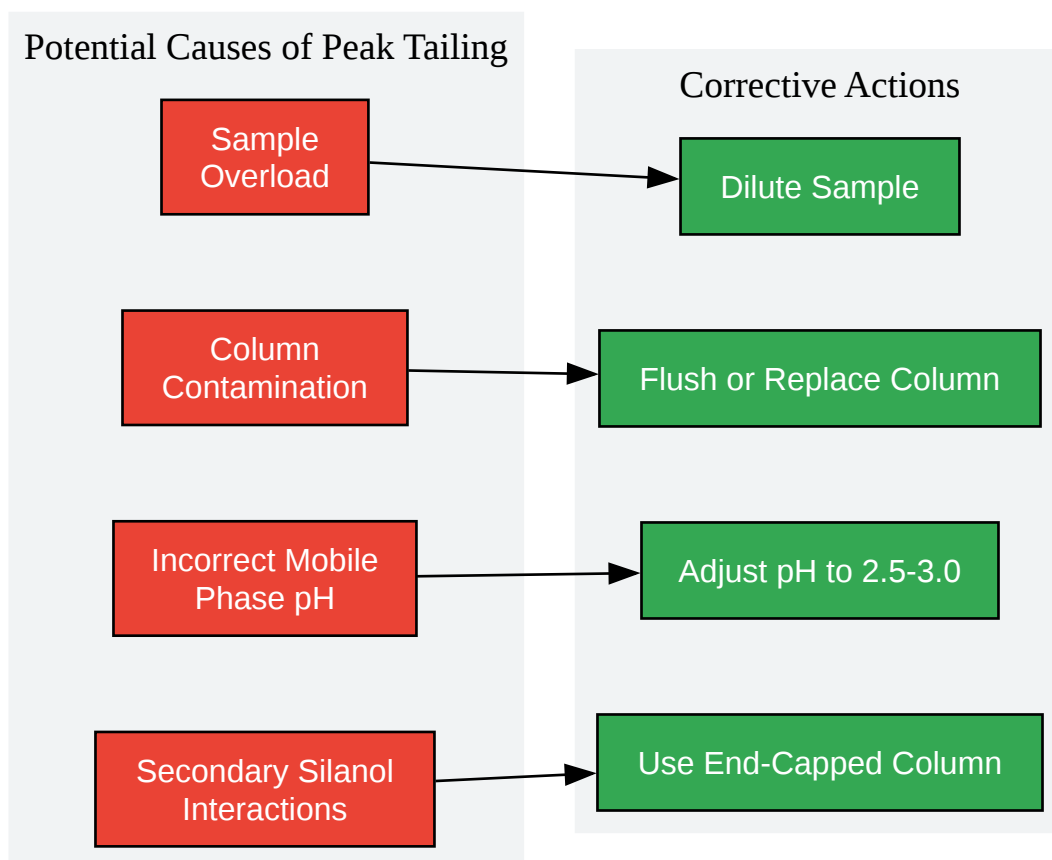 Potential Causes of Peak Tailing
Sample
Overload
Column
Contamination
Incorrect Mobile
Phase pH
Secondary Silanol
Interactions
Corrective Actions
Dilute Sample
Flush or Replace Column
Adjust pH to 2.5-3.0
Use End-Capped Column